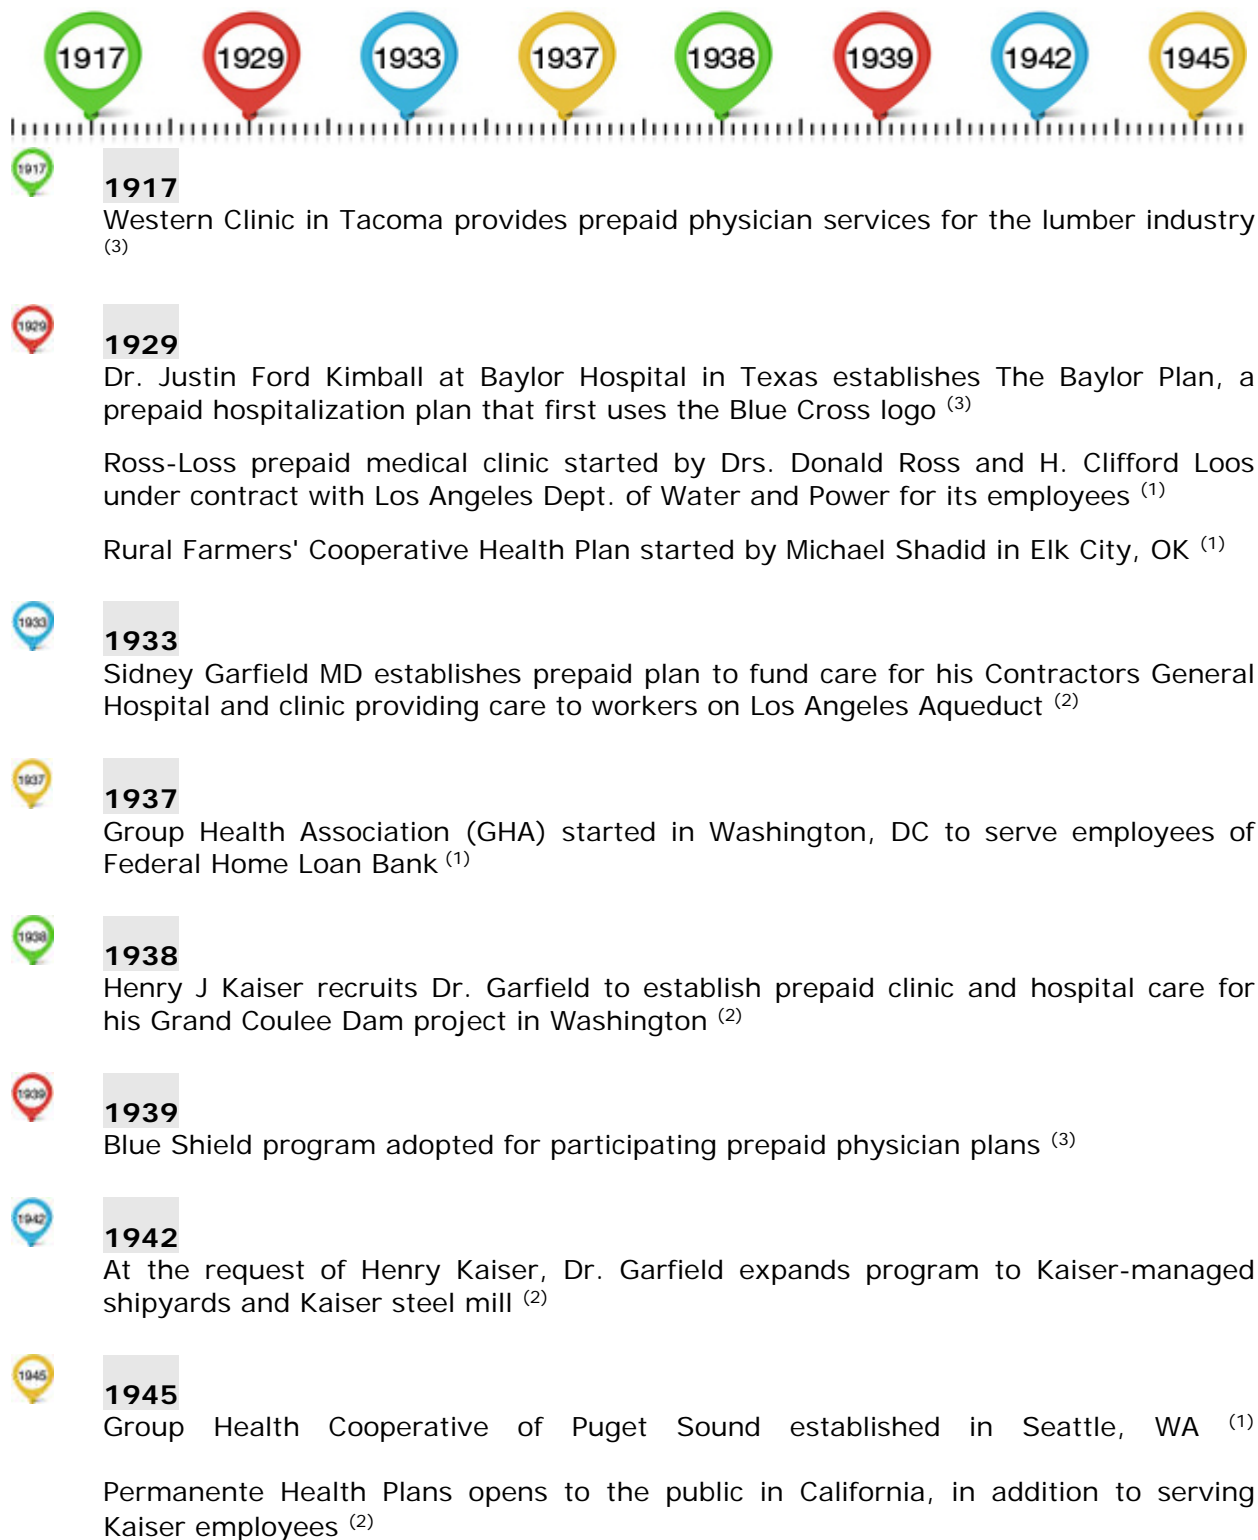 1917 1929 1933 1937 1938 1939 1942 1945
1917
1917
Western Clinic in Tacoma provides prepaid physician services for the lumber industry
(3)
1929
1929
Dr. Justin Ford Kimball at Baylor Hospital in Texas establishes The Baylor Plan, a
prepaid hospitalization plan that first uses the Blue Cross logo (3)
Ross-Loss prepaid medical clinic started by Drs. Donald Ross and H. Clifford Loos
under contract with Los Angeles Dept. of Water and Power for its employees (1)
Rural Farmers' Cooperative Health Plan started by Michael Shadid in Elk City, OK (1)
1933
1933
Sidney Garfield MD establishes prepaid plan to fund care for his Contractors General
Hospital and clinic providing care to workers on Los Angeles Aqueduct (2)
1937
1937
Group Health Association (GHA) started in Washington, DC to serve employees of
Federal Home Loan Bank (1)
1938
1938
Henry J Kaiser recruits Dr. Garfield to establish prepaid clinic and hospital care for
his Grand Coulee Dam project in Washington (2)
1939
1939
Blue Shield program adopted for participating prepaid physician plans (3)
1942
1942
At the request of Henry Kaiser, Dr. Garfield expands program to Kaiser-managed
shipyards and Kaiser steel mill (2)
1945
1945
Group Health Cooperative of Puget Sound established in Seattle, WA (1)
Permanente Health Plans opens to the public in California, in addition to serving
Kaiser employees (2)